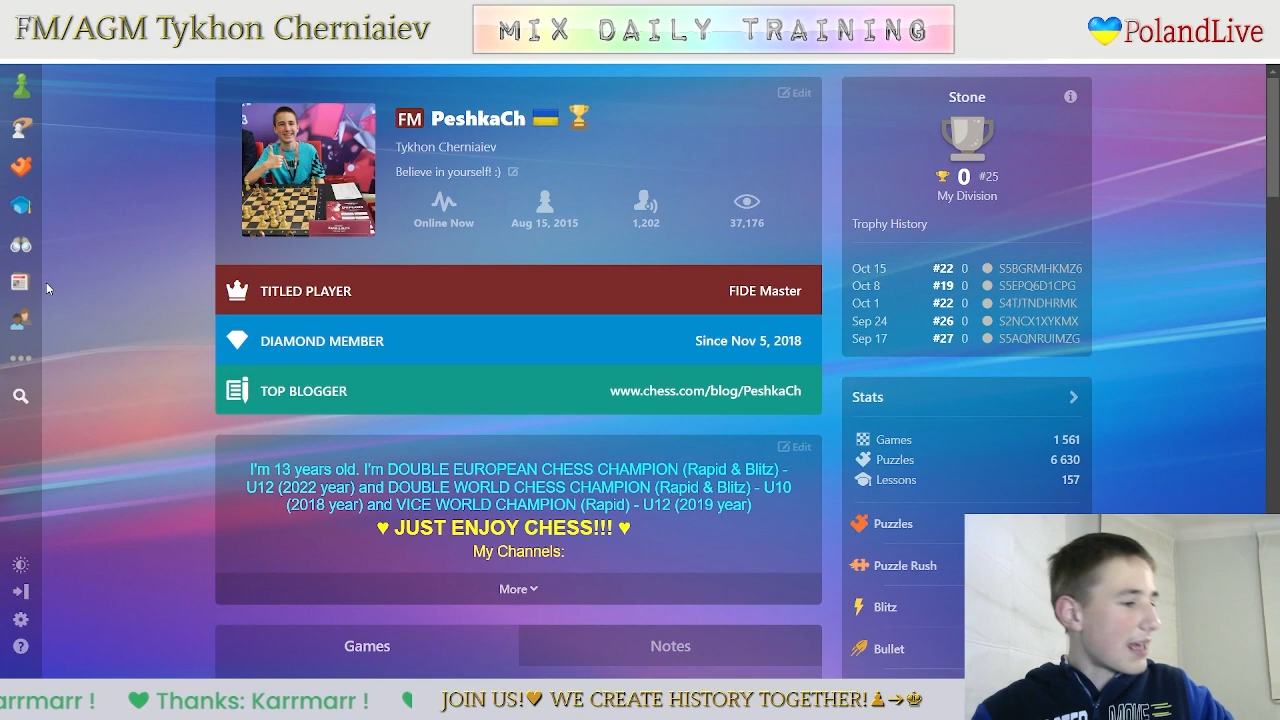 FM/AGM Tykhon Cherniaiev
MIX DAILY TRAINING
PolandLive
Edit
FM PeshkaCh
Tykhon Cherniaiev
Believe in yourself! :)
Online Now
Aug 15, 2015
1,202
37,176
TITLED PLAYER
FIDE Master
DIAMOND MEMBER
Since Nov 5, 2018
TOP BLOGGER
www.chess.com/blog/PeshkaCh
Edit
I'm 13 years old. I'm DOUBLE EUROPEAN CHESS CHAMPION (Rapid & Blitz) -
U12 (2022 year) and DOUBLE WORLD CHESS CHAMPION (Rapid & Blitz) - U10
(2018 year) and VICE WORLD CHAMPION (Rapid) - U12 (2019 year)
♥ JUST ENJOY CHESS!!! ♥
My Channels:
More
Games
Notes
Stone
0 #25
My Division
Trophy History
Oct 15 #22 0 S5BGRMHKMZ6
Oct 8 #19 0 S5EPQ6D1CPG
Oct 1 #22 0 S4TJTNDHRMK
Sep 24 #26 0 S2NCX1XYKMX
Sep 17 #27 0 S5AQNRUIMZG
Stats
Games 1 561
Puzzles 6 630
Lessons 157
Puzzles
Puzzle Rush
Blitz
Bullet
arrmarr !
Thanks: Karrmarr !
JOIN US!♥ WE CREATE HISTORY TOGETHER!♟→♚
MOVE